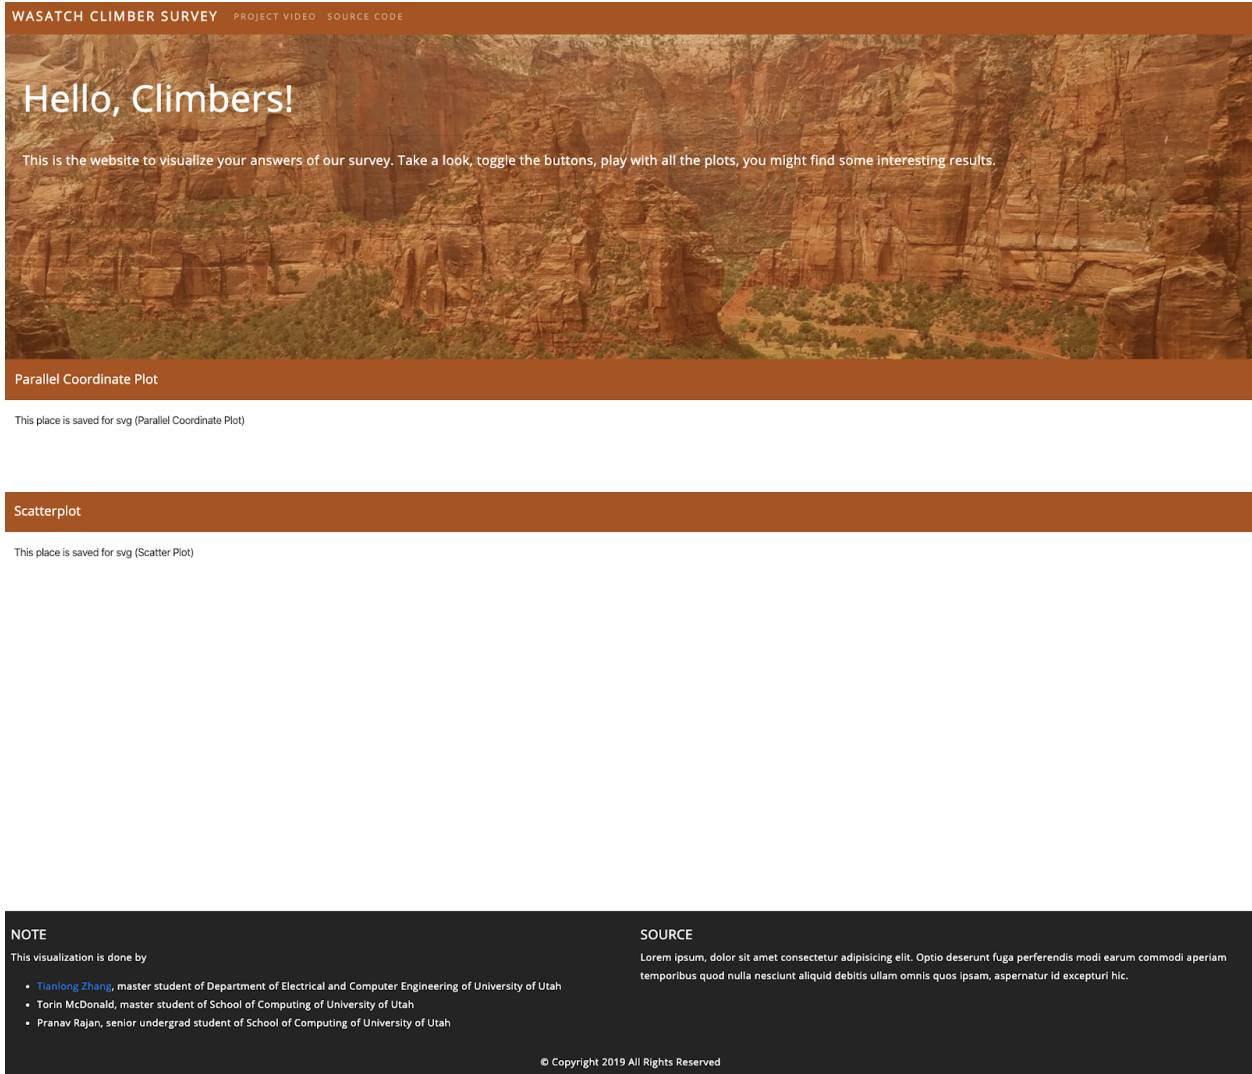 WASATCH CLIMBER SURVEY PROJECT VIDEO SOURCE CODE
Hello, Climbers!
This is the website to visualize your answers of our survey. Take a look, toggle the buttons, play with all the plots, you might find some interesting results.
Parallel Coordinate Plot
This place is saved for svg (Parallel Coordinate Plot)
Scatterplot
This place is saved for svg (Scatter Plot)
NOTE
This visualization is done by
• Tianlong Zhang, master student of Department of Electrical and Computer Engineering of University of Utah
• Torin McDonald, master student of School of Computing of University of Utah
• Pranav Rajan, senior undergrad student of School of Computing of University of Utah
SOURCE
Lorem ipsum, dolor sit amet consectetur adipisicing elit. Optio deserunt fuga perferendis modi earum commodi aperiam
temporibus quod nulla nesciunt aliquid debitis ullam omnis quos ipsam, aspernatur id excepturi hic.
© Copyright 2019 All Rights Reserved